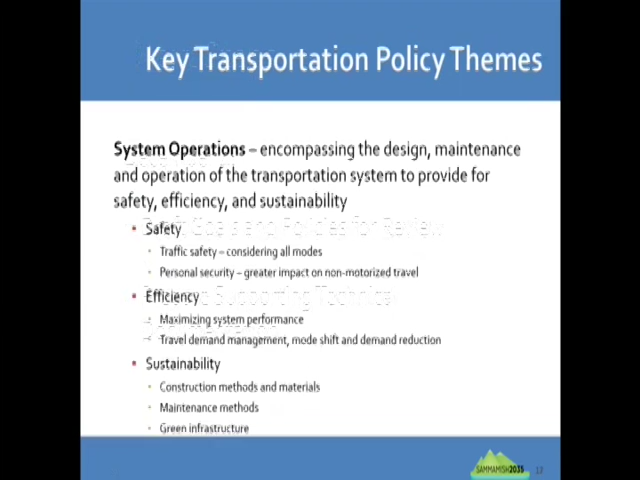 Key Transportation Policy Themes
System Operations – encompassing the design, maintenance
and operation of the transportation system to provide for
safety, efficiency, and sustainability
• Safety
• Traffic safety – considering all modes
• Personal security – greater impact on non-motorized travel
• Efficiency
• Maximizing system performance
• Travel demand management, mode shift and demand reduction
• Sustainability
• Construction methods and materials
• Maintenance methods
• Green infrastructure
SAMMAMISH2035